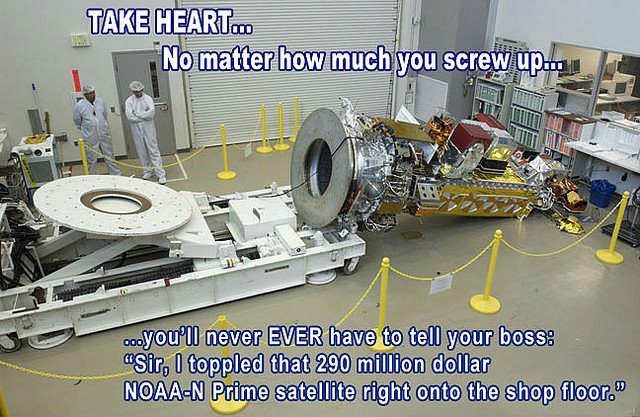 TAKE HEART...
No matter how much you screw up...
...you'll never EVER have to tell your boss:
“Sir, I toppled that 290 million dollar
NOAA-N Prime satellite right onto the shop floor.”